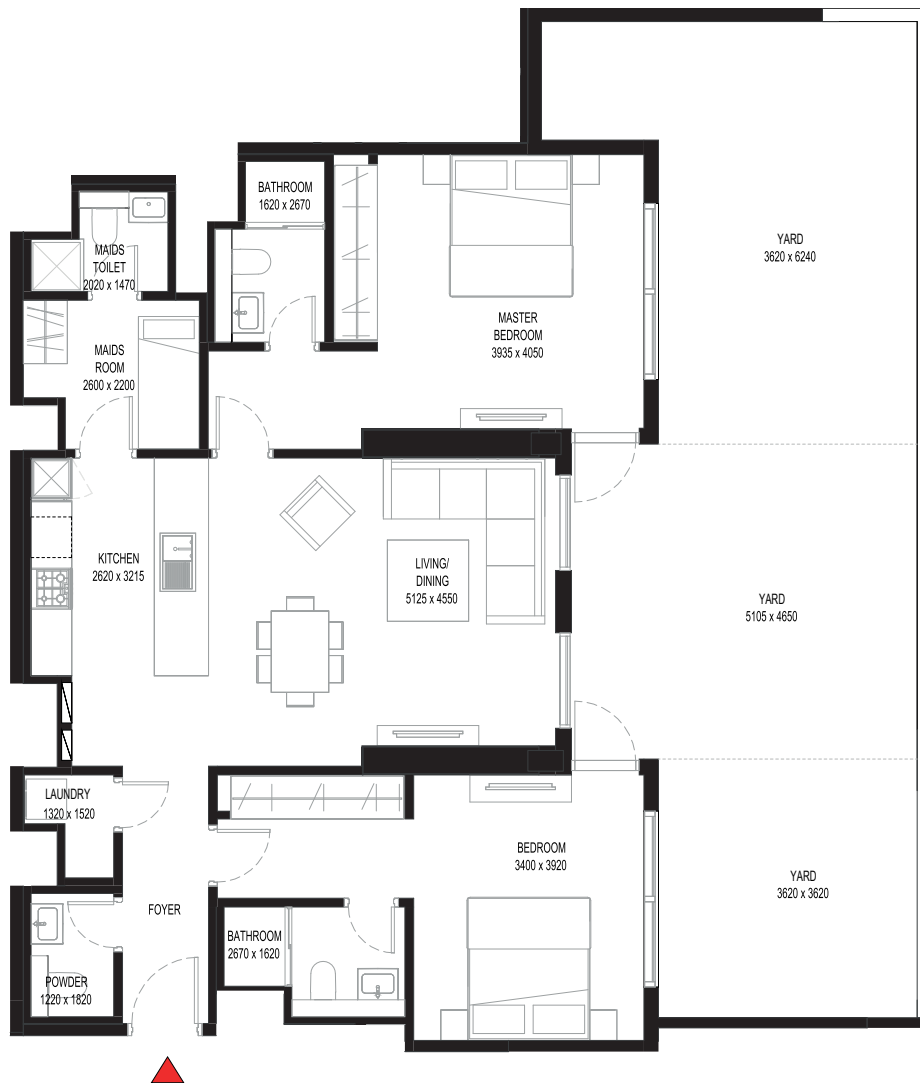 BATHROOM
1620 x 2670
MAIDS
TOILET
2020 x 1470
YARD
3620 x 6240
MASTER
BEDROOM
3935 x 4050
MAIDS
ROOM
2600 x 2200
KITCHEN
2620 x 3215
LIVING/
DINING
5125 x 4550
YARD
5105 x 4650
LAUNDRY
1320 x 1520
BEDROOM
3400 x 3920
YARD
3620 x 3620
FOYER
BATHROOM
2670 x 1620
POWDER
1220 x 1820